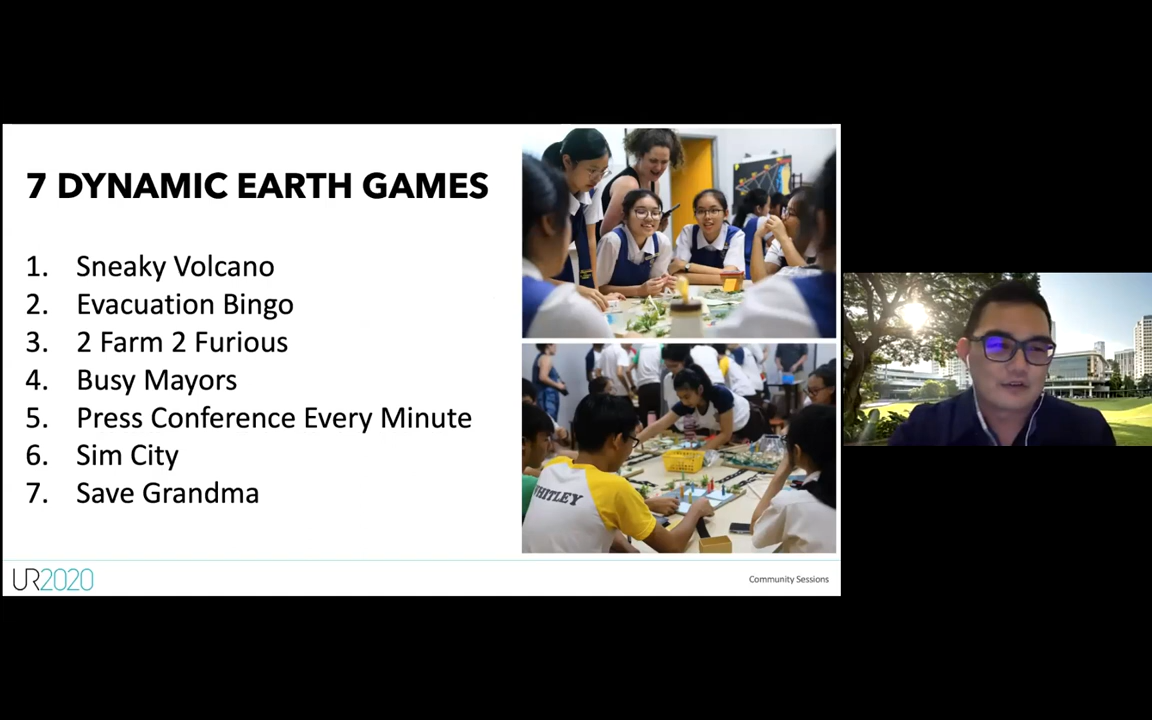 7 DYNAMIC EARTH GAMES
1. Sneaky Volcano
2. Evacuation Bingo
3. 2 Farm 2 Furious
4. Busy Mayors
5. Press Conference Every Minute
6. Sim City
7. Save Grandma
WHITLEY
UR2020
Community Sessions